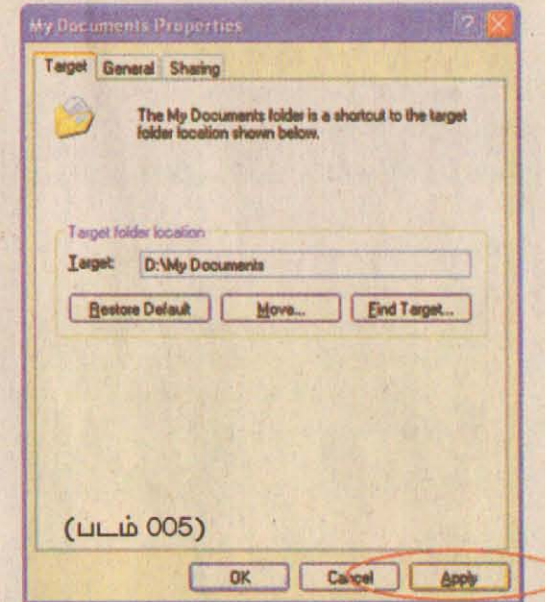 My Documents Properties
Target General Sharing
The My Documents folder is a shortcut to the target
folder location shown below.
Target folder location
Target: D:\My Documents
Restore Default Move... Find Target...
(படம் 005)
OK Cancel Apply